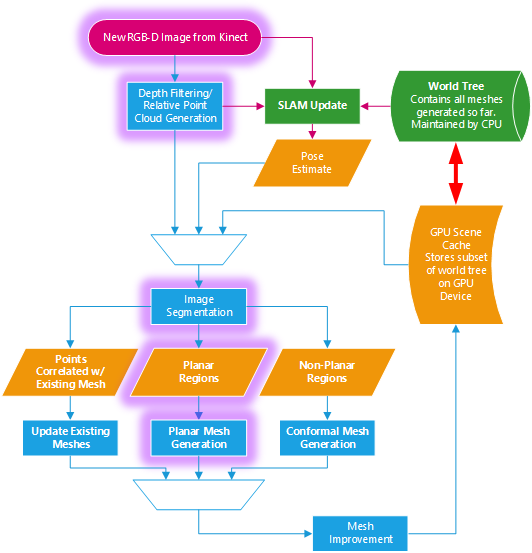 NewRGB-D Image from Kinect
Depth Filtering/
Relative Point
Cloud Generation
SLAM Update
World Tree
Contains all meshes
generated so far.
Maintained by CPU
Pose
Estimate
GPU Scene
Cache
Stores subset
of world tree
on GPU
Device
Image
Segmentation
Points
Correlated w/
Existing Mesh
Planar
Regions
Non-Planar
Regions
Update Existing
Meshes
Planar Mesh
Generation
Conformal Mesh
Generation
Mesh
Improvement